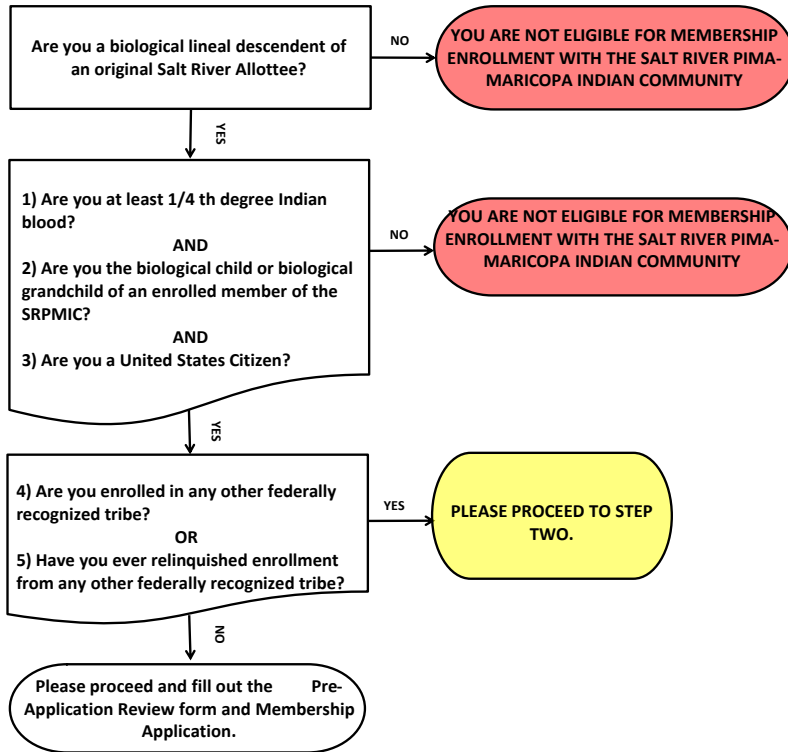 Are you a biological lineal descendent of
an original Salt River Allottee?
NO
YOU ARE NOT ELIGIBLE FOR MEMBERSHIP
ENROLLMENT WITH THE SALT RIVER PIMA-
MARICOPA INDIAN COMMUNITY
YES
1) Are you at least 1/4 th degree Indian
blood?
AND
2) Are you the biological child or biological
grandchild of an enrolled member of the
SRPMIC?
AND
3) Are you a United States Citizen?
NO
YOU ARE NOT ELIGIBLE FOR MEMBERSHIP
ENROLLMENT WITH THE SALT RIVER PIMA-
MARICOPA INDIAN COMMUNITY
YES
4) Are you enrolled in any other federally
recognized tribe?
OR
5) Have you ever relinquished enrollment
from any other federally recognized tribe?
YES
PLEASE PROCEED TO STEP
TWO.
NO
Please proceed and fill out the Pre-
Application Review form and Membership
Application.